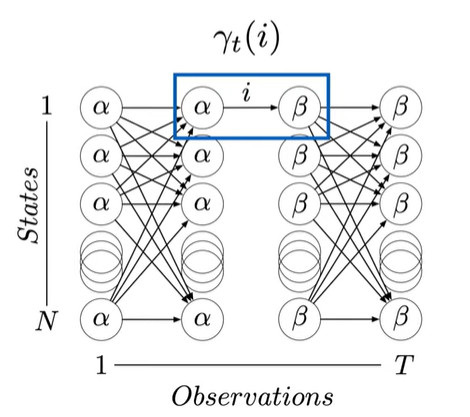 γₜ(i)
i
1 α α β β
States
α α β β
α α β β
N α α β β
1 T
Observations